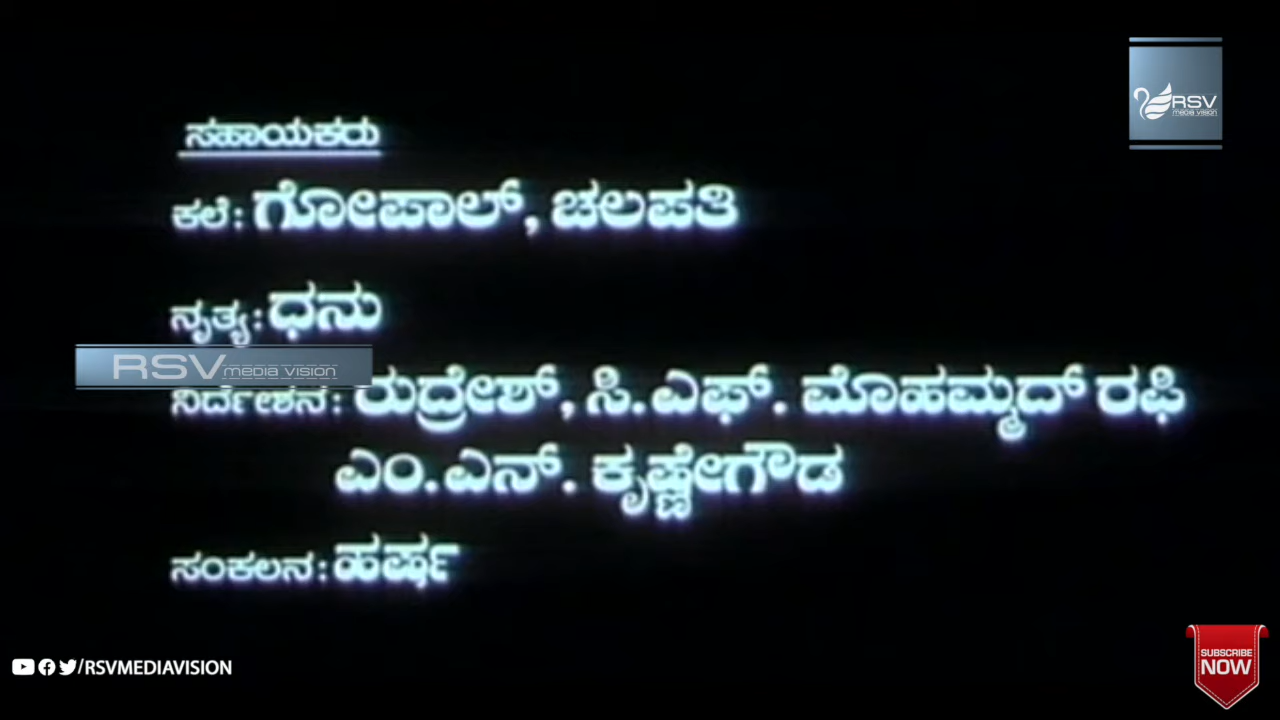 RSV
media vision
ಸಹಾಯಕರು
ಕಲೆ: ಗೋಪಾಲ್, ಚಲಪತಿ
ನೃತ್ಯ: ಧನು
RSV media vision
ನಿರ್ದೇಶನ: ರುದ್ರೇಶ್, ಸಿ.ಎಫ್. ಮೊಹಮ್ಮದ್ ರಫಿ
ಎಂ.ಎನ್. ಕೃಷ್ಣೇಗೌಡ
ಸಂಕಲನ: ಹರ್ಷ
/RSVMEDIAVISION
SUBSCRIBE
NOW